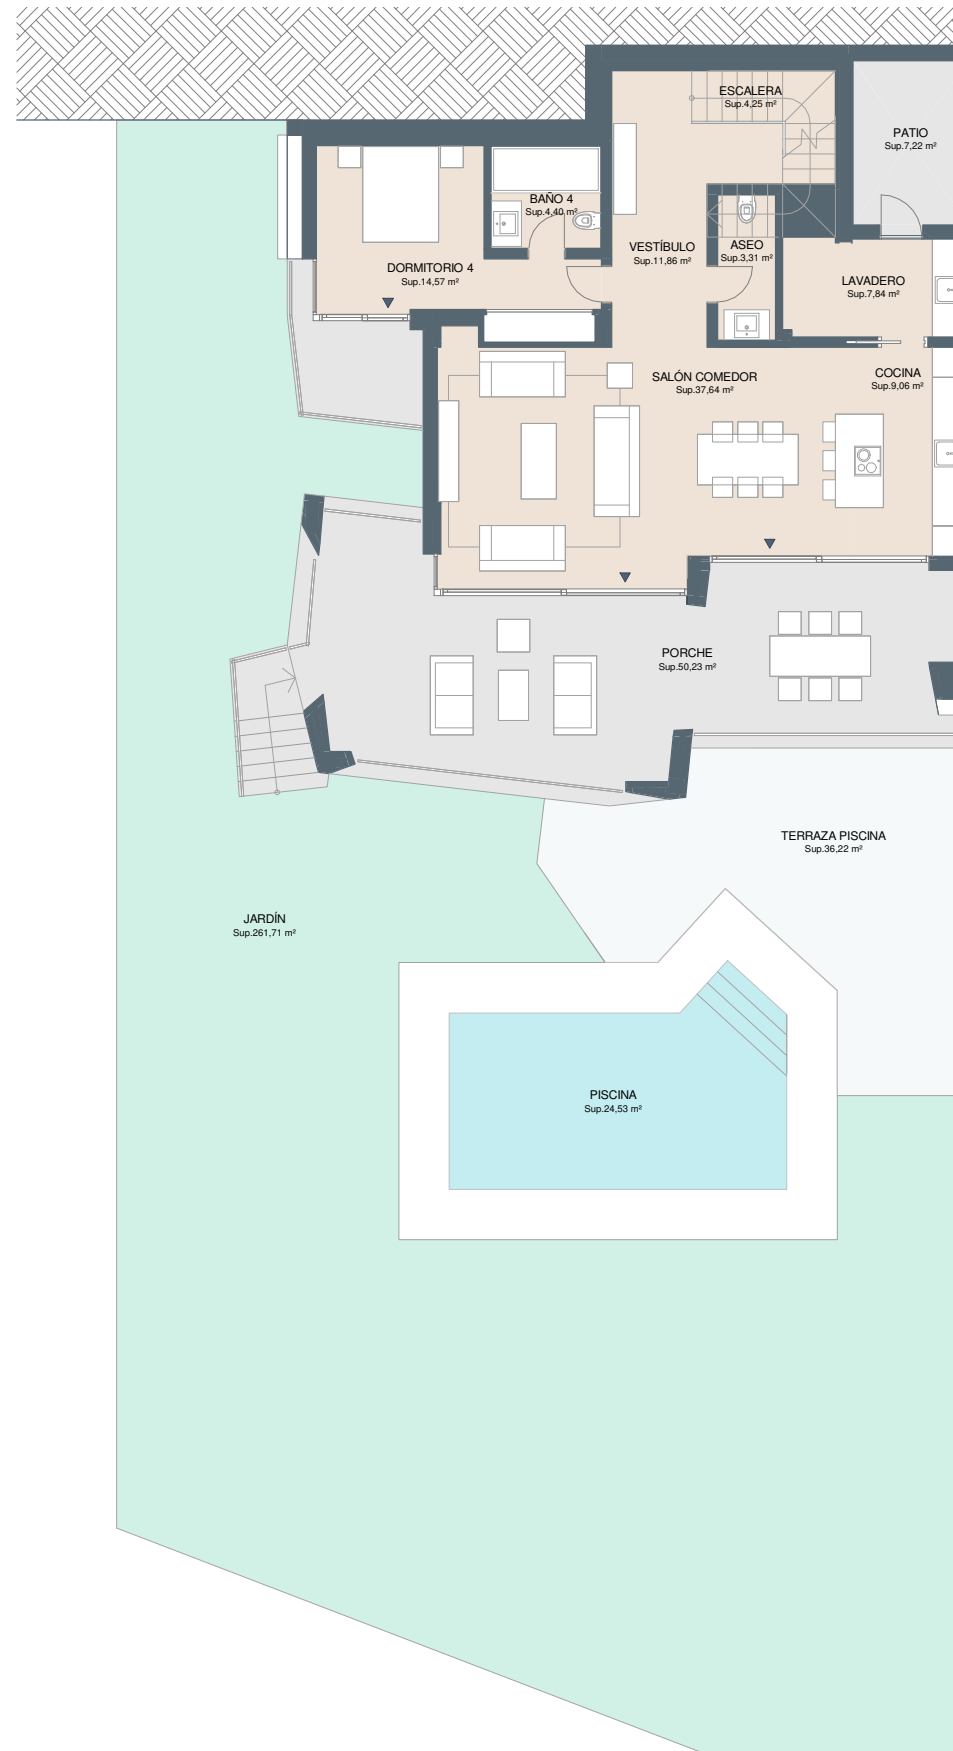 ESCALERA
Sup.4,25 m²
PATIO
Sup.7,22 m²
BAÑO 4
Sup.4,40 m²
VESTÍBULO
Sup.11,86 m²
ASEO
Sup.3,31 m²
DORMITORIO 4
Sup.14,57 m²
LAVADERO
Sup.7,84 m²
SALÓN COMEDOR
Sup.37,64 m²
COCINA
Sup.9,06 m²
PORCHE
Sup.50,23 m²
TERRAZA PISCINA
Sup.36,22 m²
JARDÍN
Sup.261,71 m²
PISCINA
Sup.24,53 m²